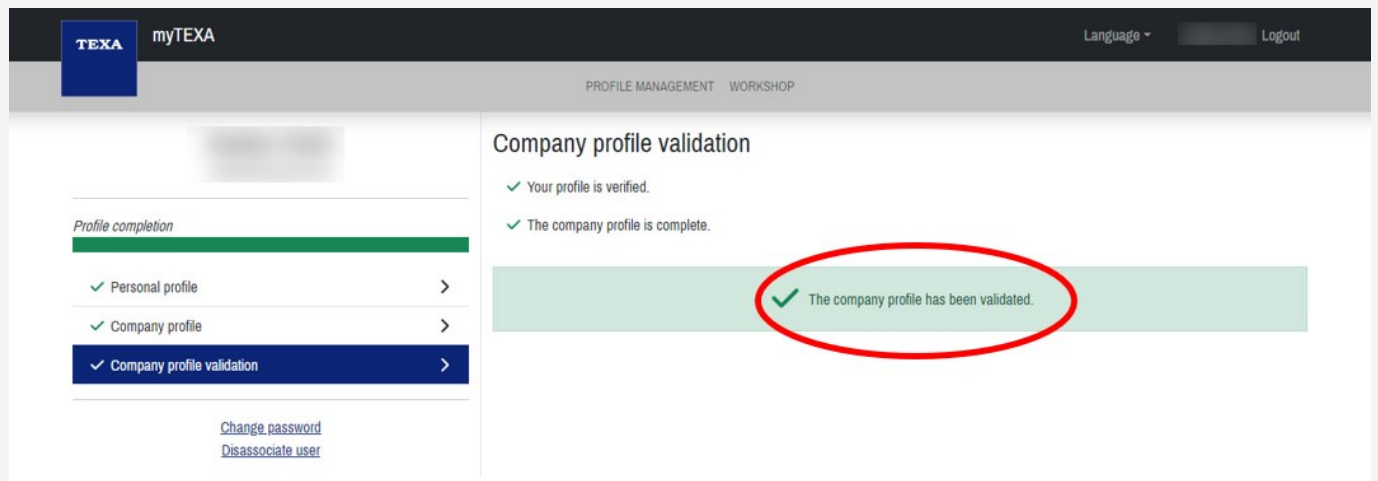 TEXA
myTEXA
Language
Logout
PROFILE MANAGEMENT WORKSHOP
Profile completion
Personal profile
Company profile
Company profile validation
Change password
Disassociate user
Company profile validation
Your profile is verified.
The company profile is complete.
The company profile has been validated.